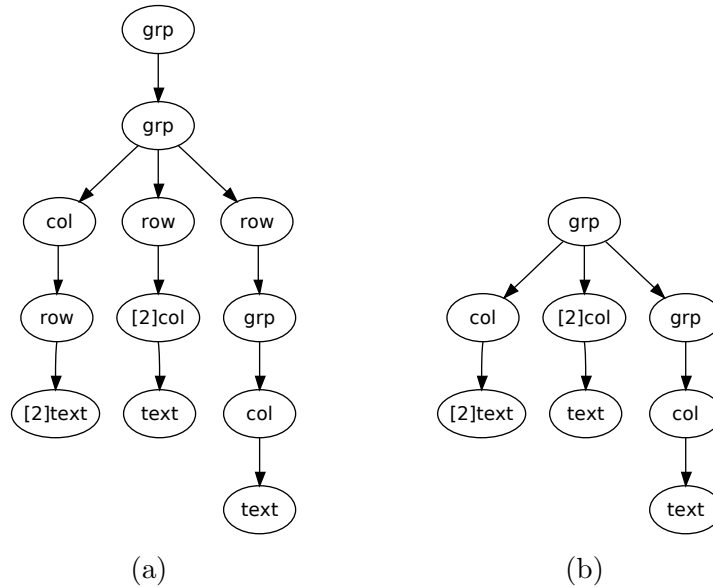 grp
grp
col row row
grp
row [2]col grp
col [2]col grp
[2]text text col
[2]text text col
text
text
(a) (b)